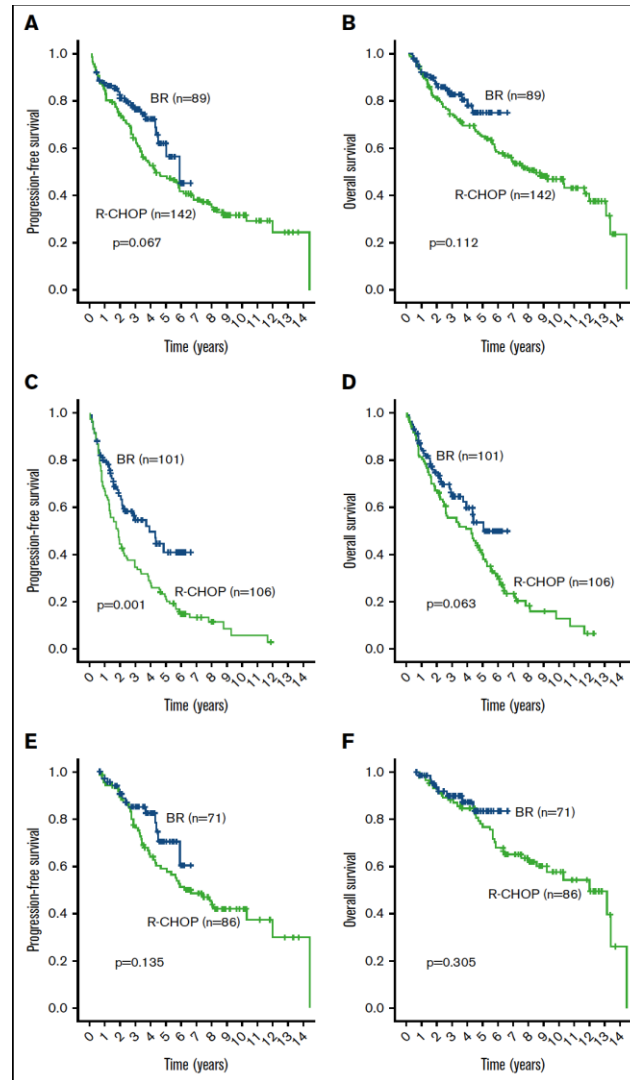 A
Progression-free survival
1.0
0.8
0.6
0.4
0.2
0.0
BR (n=89)
R-CHOP (n=142)
p=0.067
0 1 2 3 4 5 6 7 8 9 10 11 12 13 14
Time (years)
B
Overall survival
1.0
0.8
0.6
0.4
0.2
0.0
BR (n=89)
R-CHOP (n=142)
p=0.112
0 1 2 3 4 5 6 7 8 9 10 11 12 13 14
Time (years)
C
Progression-free survival
1.0
0.8
0.6
0.4
0.2
0.0
BR (n=101)
R-CHOP (n=106)
p=0.001
0 1 2 3 4 5 6 7 8 9 10 11 12 13 14
Time (years)
D
Overall survival
1.0
0.8
0.6
0.4
0.2
0.0
BR (n=101)
R-CHOP (n=106)
p=0.063
0 1 2 3 4 5 6 7 8 9 10 11 12 13 14
Time (years)
E
Progression-free survival
1.0
0.8
0.6
0.4
0.2
0.0
BR (n=71)
R-CHOP (n=86)
p=0.135
0 1 2 3 4 5 6 7 8 9 10 11 12 13 14
Time (years)
F
Overall survival
1.0
0.8
0.6
0.4
0.2
0.0
BR (n=71)
R-CHOP (n=86)
p=0.305
0 1 2 3 4 5 6 7 8 9 10 11 12 13 14
Time (years)